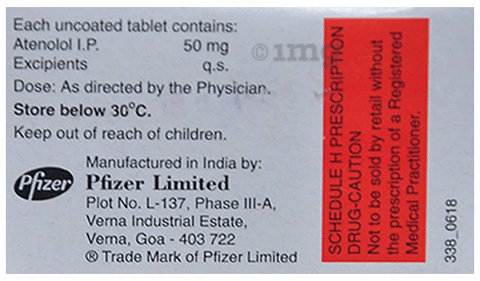 Each uncoated tablet contains:
Atenolol I.P. 50 mg
Excipients q.s.
Dose: As directed by the Physician.
Store below 30°C.
Keep out of reach of children.
Pfizer
Manufactured in India by:
Pfizer Limited
Plot No. L-137, Phase III-A,
Verna Industrial Estate,
Verna, Goa - 403 722
® Trade Mark of Pfizer Limited
SCHEDULE H PRESCRIPTION
DRUG-CAUTION
Not to be sold by retail without
the prescription of a Registered
Medical Practitioner.
338_0618